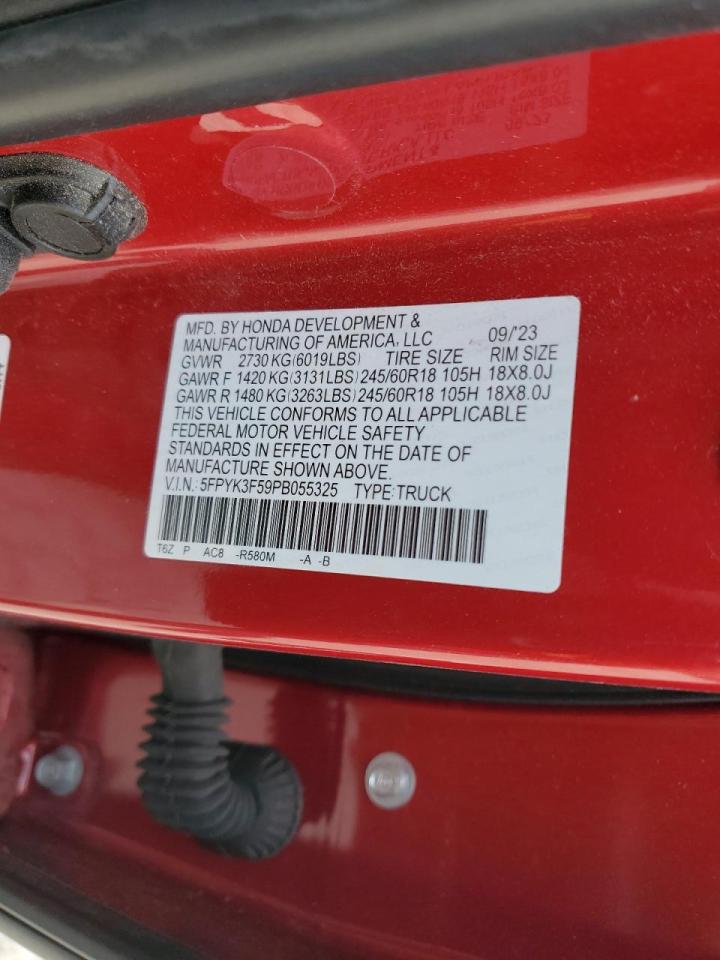 MFD. BY HONDA DEVELOPMENT &
MANUFACTURING OF AMERICA, LLC 09/'23
GVWR 2730 KG(6019LBS) TIRE SIZE RIM SIZE
GAWR F 1420 KG(3131LBS) 245/60R18 105H 18X8.0J
GAWR R 1480 KG(3263LBS) 245/60R18 105H 18X8.0J
THIS VEHICLE CONFORMS TO ALL APPLICABLE
FEDERAL MOTOR VEHICLE SAFETY
STANDARDS IN EFFECT ON THE DATE OF
MANUFACTURE SHOWN ABOVE.
V.I.N.: 5FPYK3F59PB055325 TYPE:TRUCK
T6Z P AC8 -R580M -A -B